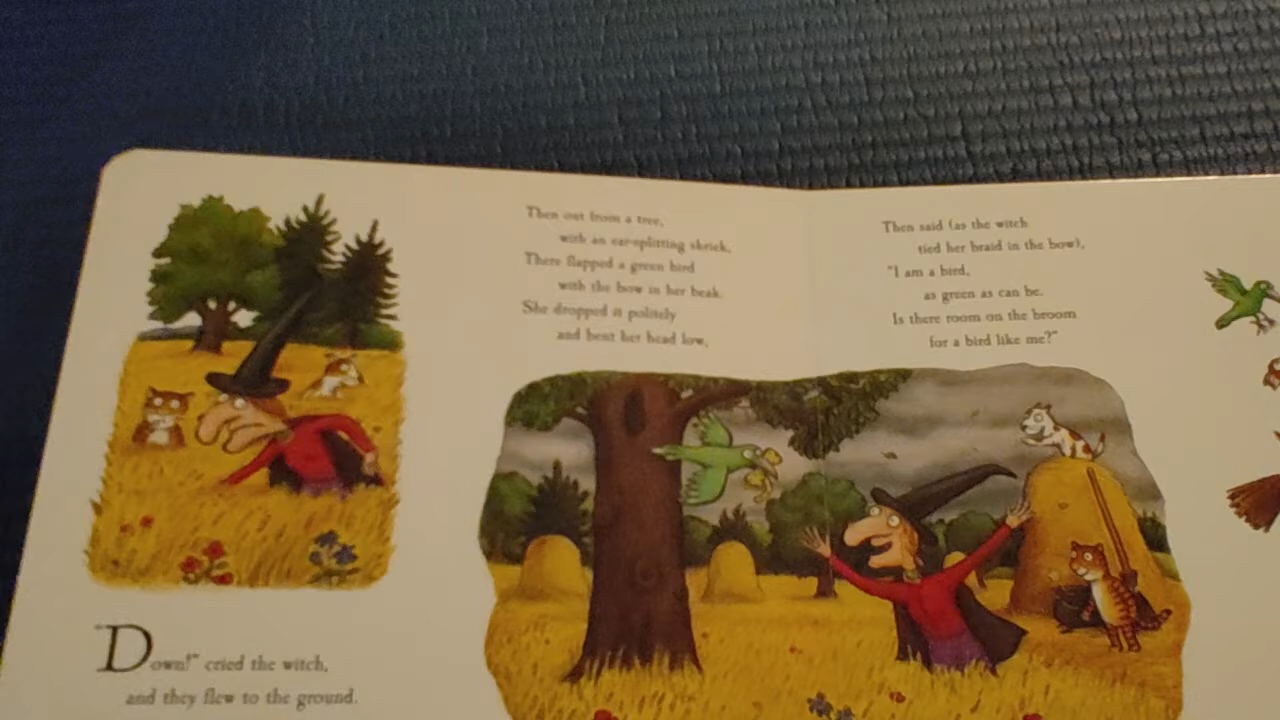 "Down!" cried the witch,
and they flew to the ground.
Then out from a tree,
with an ear-splitting shriek,
There flapped a green bird
with the bow in her beak.
She dropped it politely
and bent her head low,
Then said (as the witch
tied her braid in the bow),
"I am a bird,
as green as can be.
Is there room on the broom
for a bird like me?"